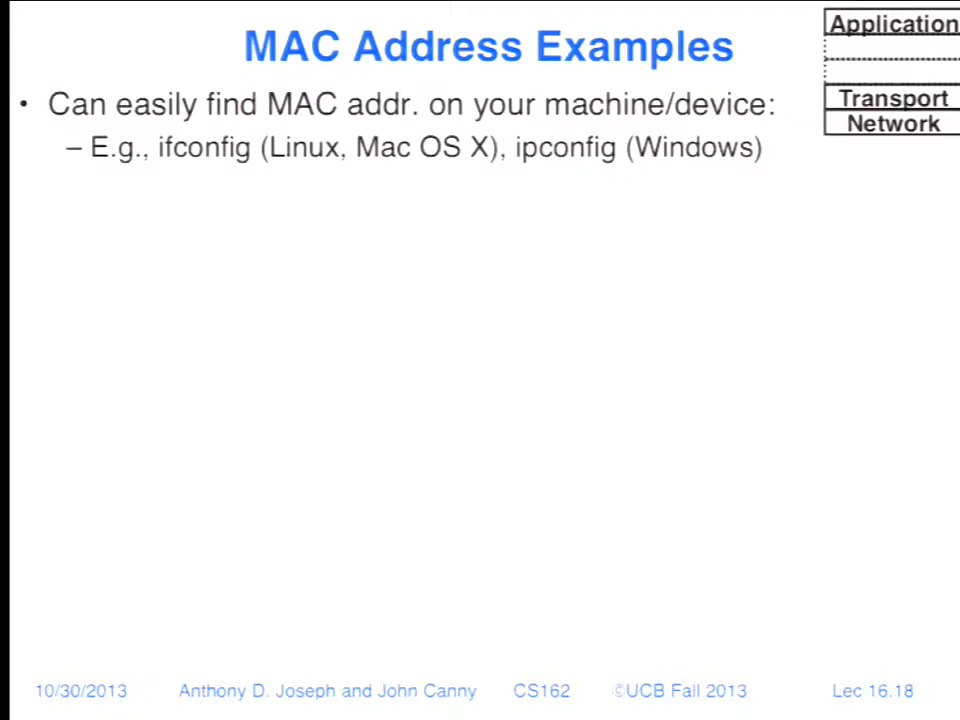 MAC Address Examples
Application
Transport
Network
• Can easily find MAC addr. on your machine/device:
– E.g., ifconfig (Linux, Mac OS X), ipconfig (Windows)
10/30/2013 Anthony D. Joseph and John Canny CS162 ©UCB Fall 2013 Lec 16.18